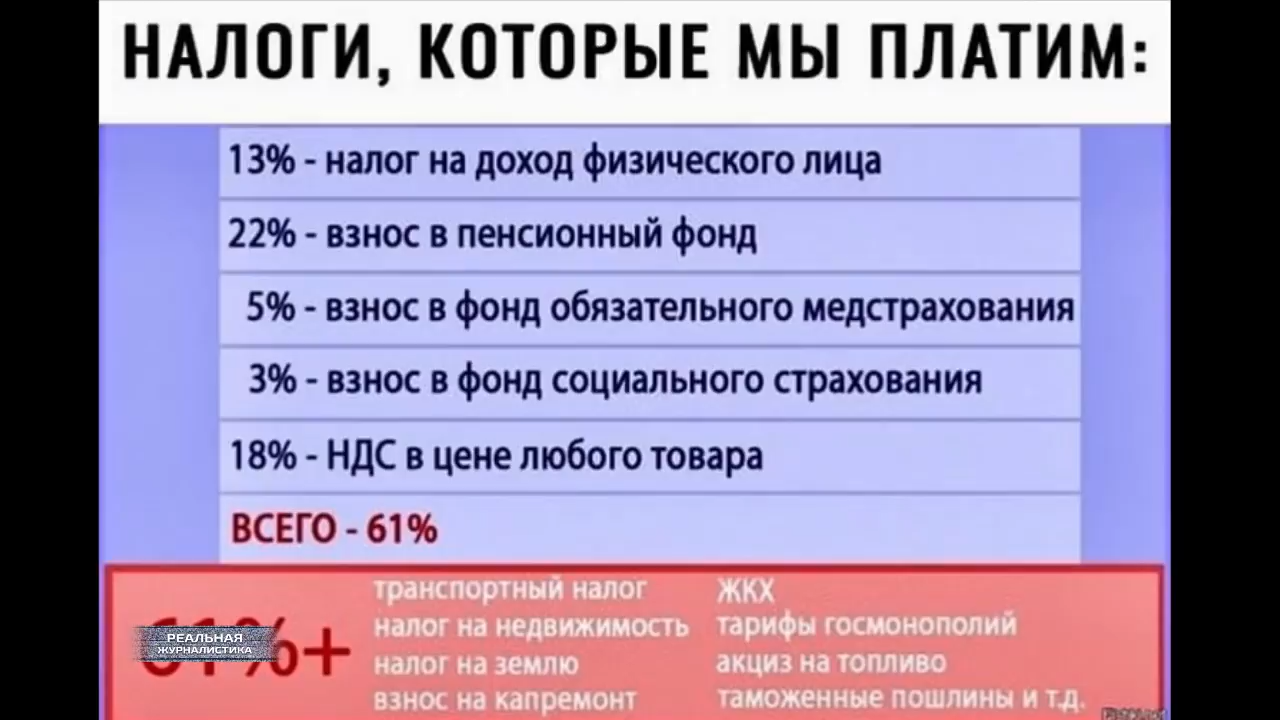 НАЛОГИ, КОТОРЫЕ МЫ ПЛАТИМ:
13% - налог на доход физического лица
22% - взнос в пенсионный фонд
5% - взнос в фонд обязательного медстрахования
3% - взнос в фонд социального страхования
18% - НДС в цене любого товара
ВСЕГО - 61%
61%+
РЕАЛЬНАЯ
ЖУРНАЛИСТИКА
транспортный налог
налог на недвижимость
налог на землю
взнос на капремонт
ЖКХ
тарифы госмонополий
акциз на топливо
таможенные пошлины и т.д.